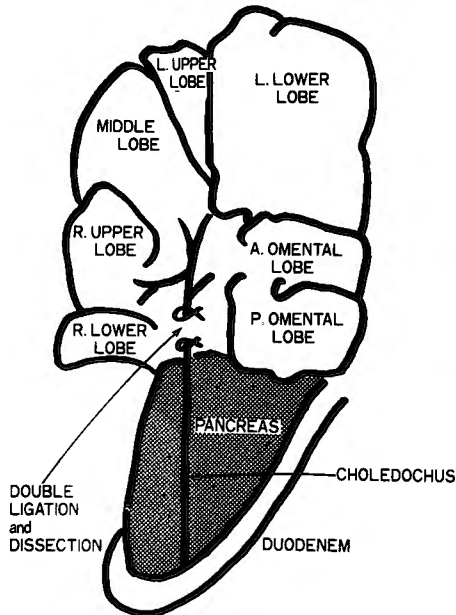 L. UPPER
LOBE
L. LOWER
LOBE
MIDDLE
LOBE
R. UPPER
LOBE
A. OMENTAL
LOBE
R. LOWER
LOBE
P. OMENTAL
LOBE
PANCREAS
CHOLEDOCHUS
DOUBLE
LIGATION
and
DISSECTION
DUODENEM